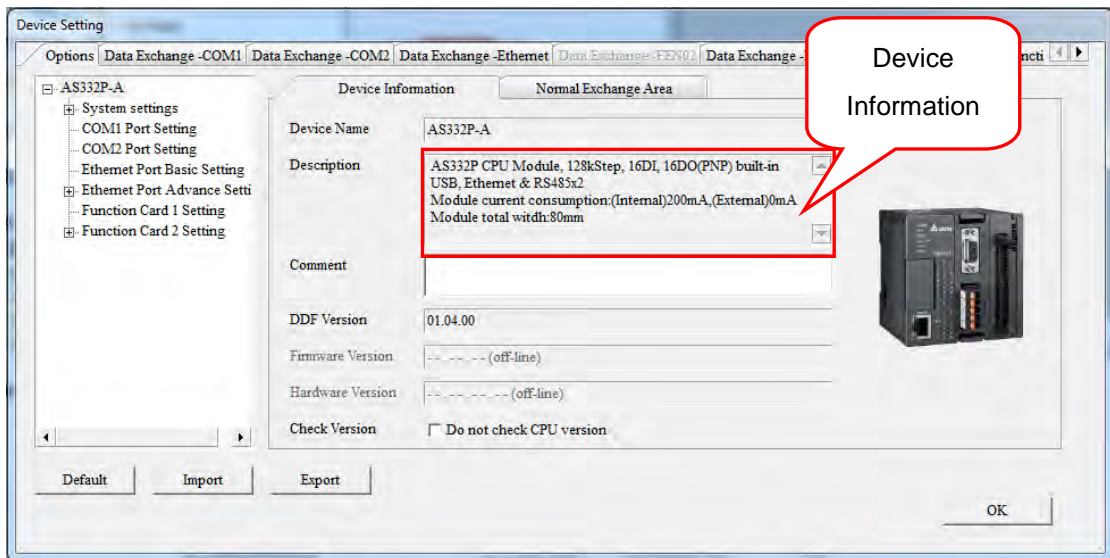 Device Setting
Options Data Exchange -COM1 Data Exchange -COM2 Data Exchange -Ethernet Data Exchange -FEN02 Data Exchange - ncti
Device
Information
AS332P-A
System settings
COM1 Port Setting
COM2 Port Setting
Ethernet Port Basic Setting
Ethernet Port Advance Setti
Function Card 1 Setting
Function Card 2 Setting
Device Information Normal Exchange Area
Device Name AS332P-A
Description AS332P CPU Module, 128kStep, 16DI, 16DO(PNP) built-in
USB, Ethernet & RS485x2
Module current consumption:(Internal)200mA,(External)0mA
Module total witdh:80mm
Comment
DDF Version 01.04.00
Firmware Version --.--.-- (off-line)
Hardware Version --.--.--.-- (off-line)
Check Version Do not check CPU version
Default Import Export
OK